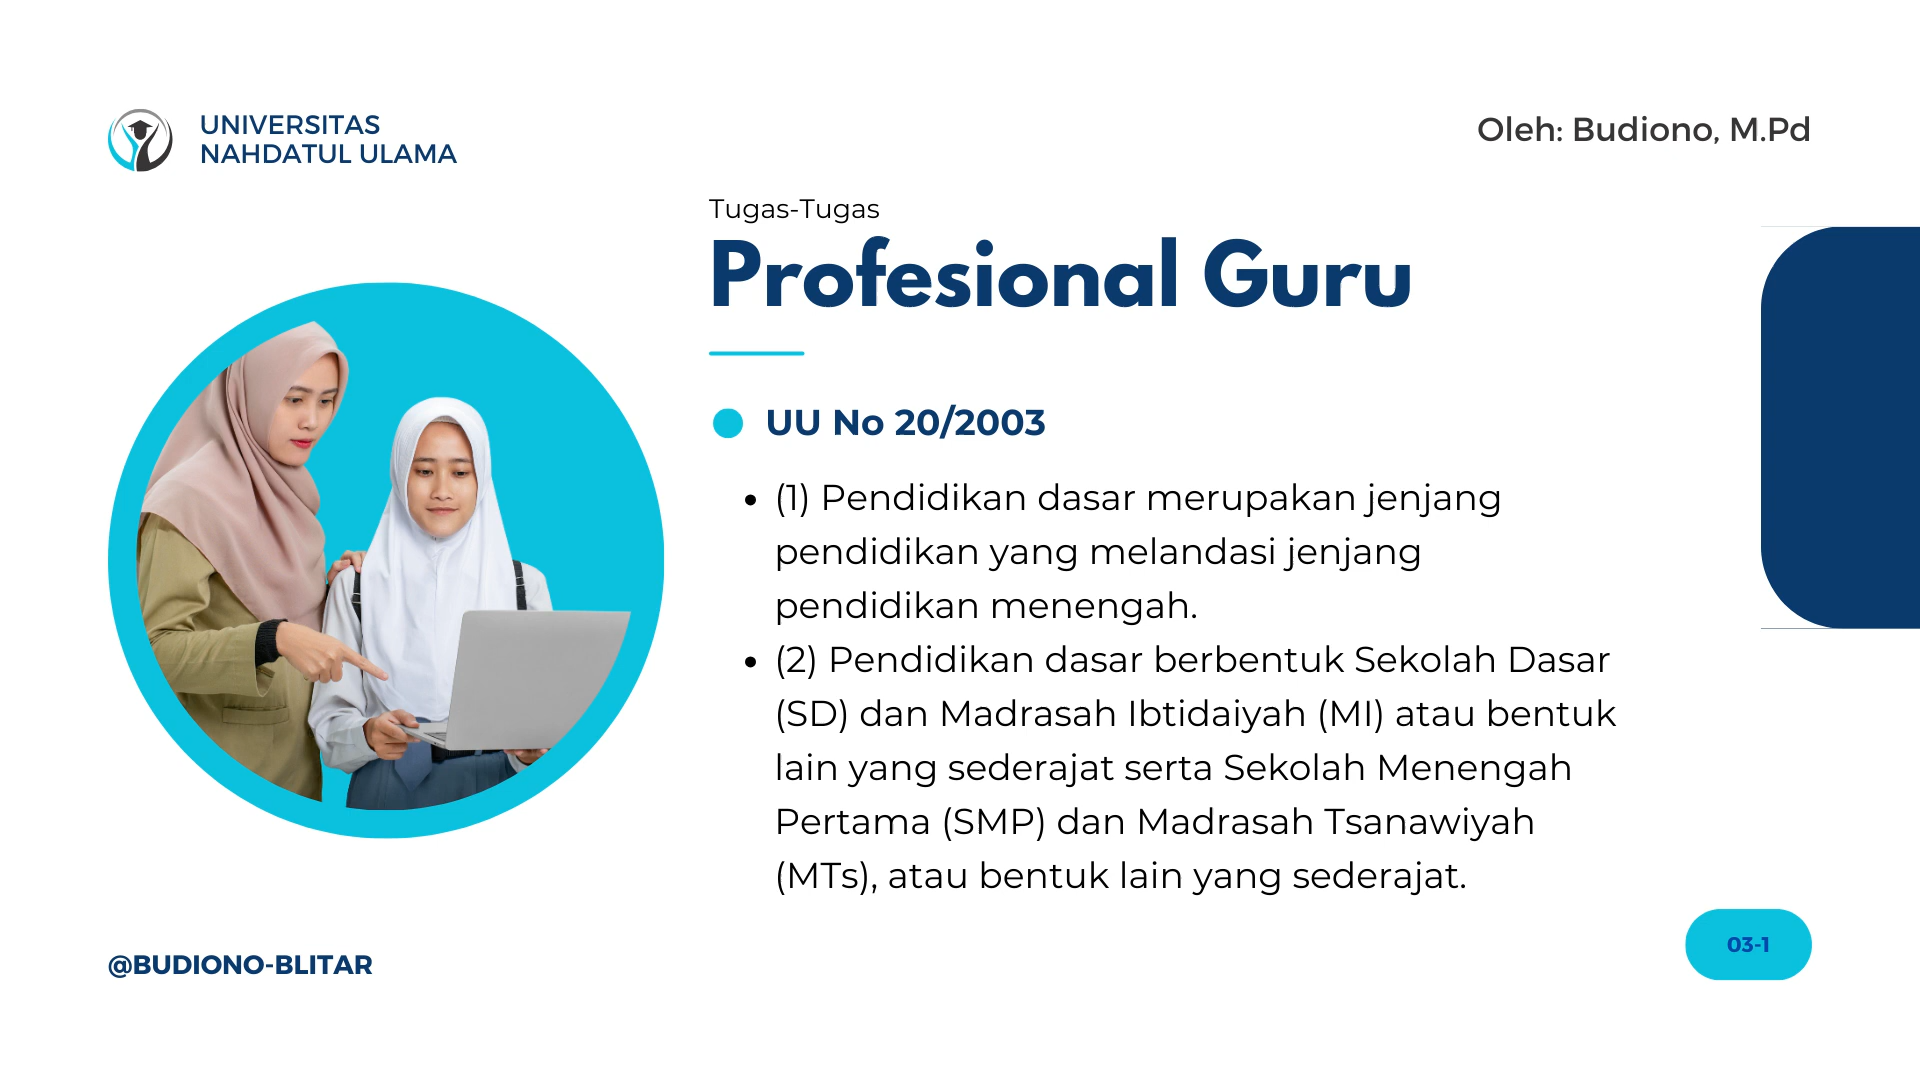 UNIVERSITAS
NAHDATUL ULAMA
Oleh: Budiono, M.Pd
Tugas-Tugas
Profesional Guru
UU No 20/2003
• (1) Pendidikan dasar merupakan jenjang
pendidikan yang melandasi jenjang
pendidikan menengah.
• (2) Pendidikan dasar berbentuk Sekolah Dasar
(SD) dan Madrasah Ibtidaiyah (MI) atau bentuk
lain yang sederajat serta Sekolah Menengah
Pertama (SMP) dan Madrasah Tsanawiyah
(MTs), atau bentuk lain yang sederajat.
@BUDIONO-BLITAR
03-1